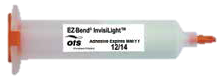 EZ-Bend® InvisiLight™
ofs
Adhesive Expires MM/YY
12/14